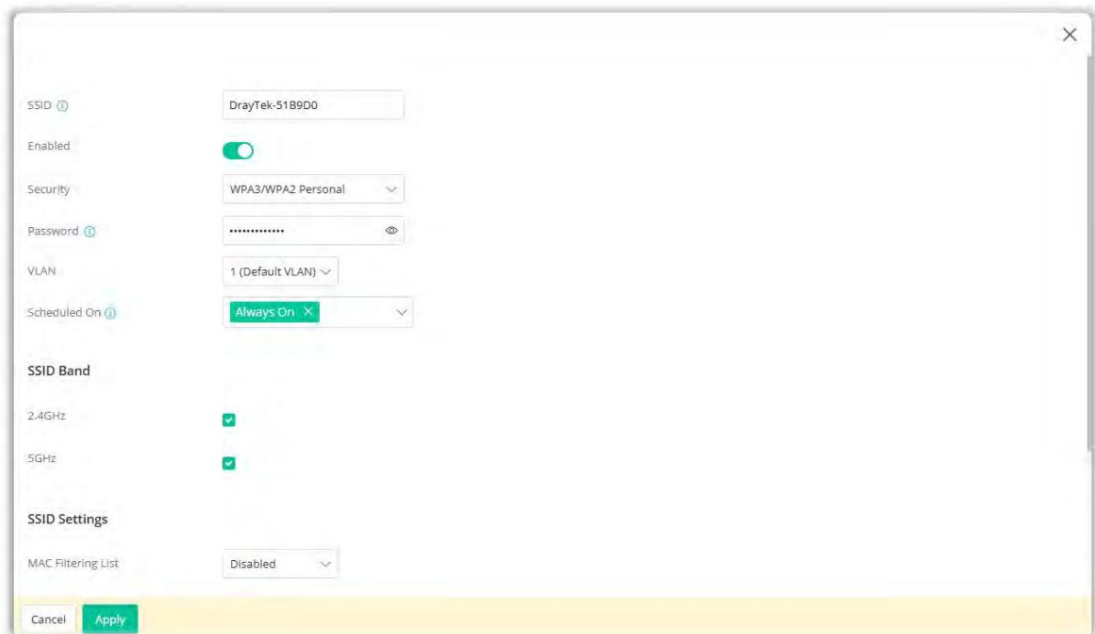 SSID
DrayTek-51B9D0
Enabled
Security
WPA3/WPA2 Personal
Password
•••••••••••••
VLAN
1 (Default VLAN)
Scheduled On
Always On ×
SSID Band
2.4GHz
5GHz
SSID Settings
MAC Filtering List
Disabled
Cancel
Apply